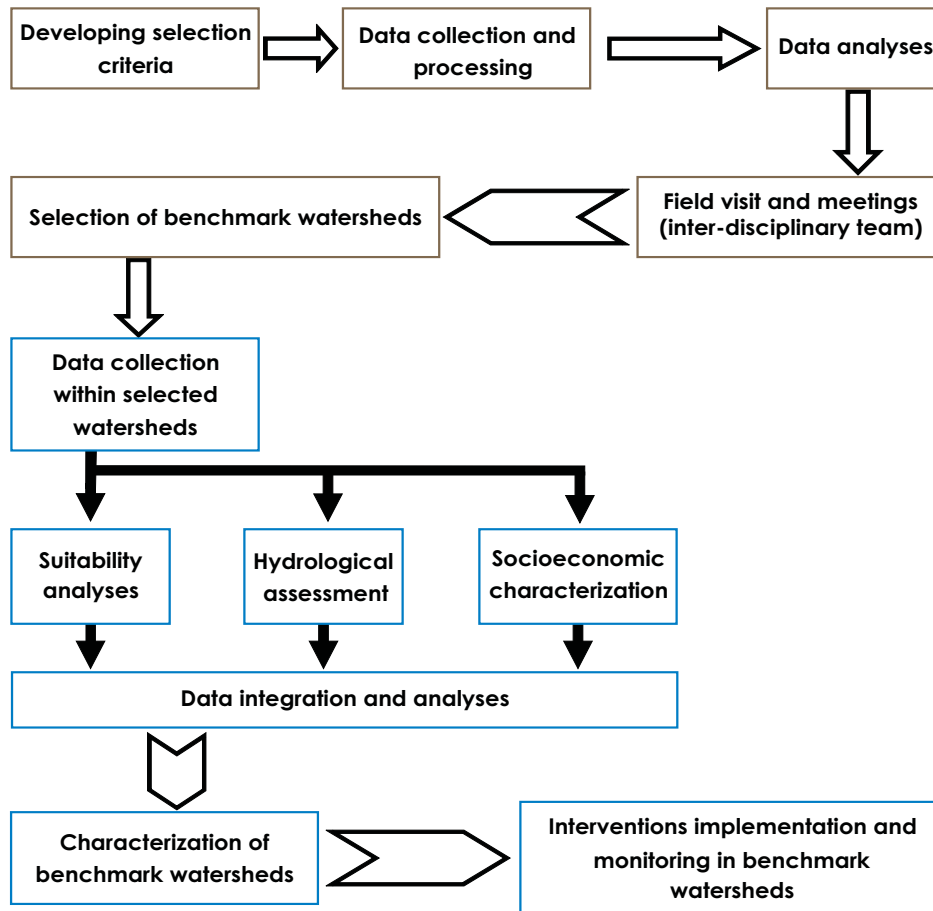 Developing selection
criteria
Data collection and
processing
Data analyses
Field visit and meetings
(inter-disciplinary team)
Selection of benchmark watersheds
Data collection
within selected
watersheds
Suitability
analyses
Hydrological
assessment
Socioeconomic
characterization
Data integration and analyses
Characterization of
benchmark watersheds
Interventions implementation and
monitoring in benchmark
watersheds